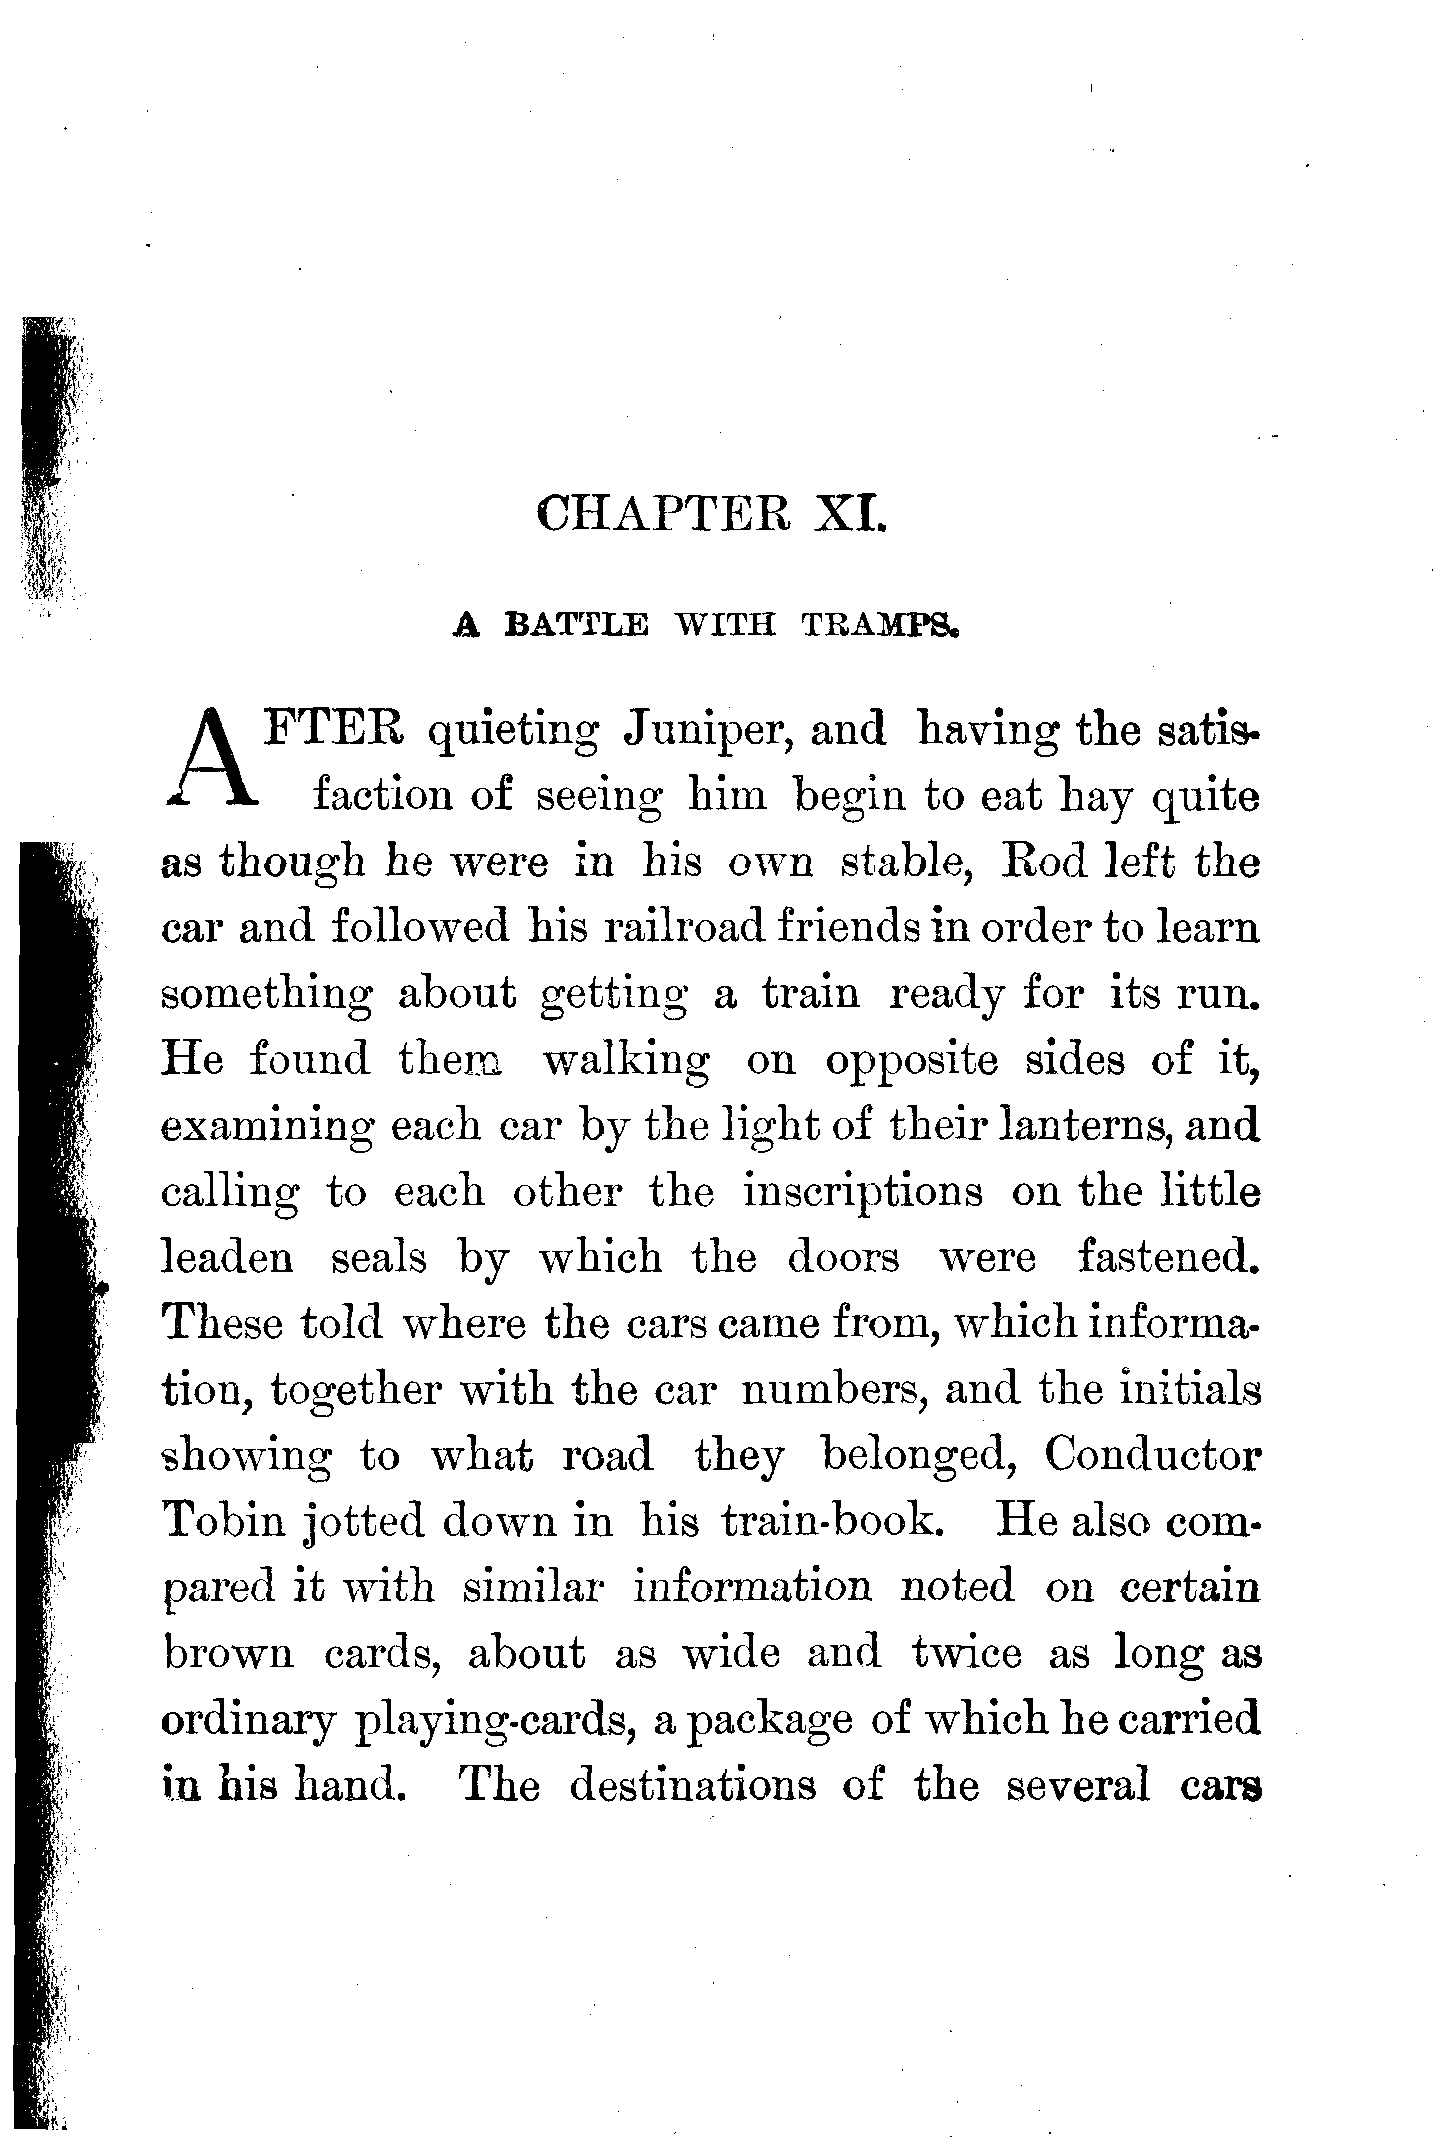 CHAPTER XI.
A BATTLE WITH TRAMPS.
AFTER quieting Juniper, and having the satis-
faction of seeing him begin to eat hay quite
as though he were in his own stable, Rod left the
car and followed his railroad friends in order to learn
something about getting a train ready for its run.
He found them walking on opposite sides of it,
examining each car by the light of their lanterns, and
calling to each other the inscriptions on the little
leaden seals by which the doors were fastened.
These told where the cars came from, which informa-
tion, together with the car numbers, and the initials
showing to what road they belonged, Conductor
Tobin jotted down in his train-book. He also com-
pared it with similar information noted on certain
brown cards, about as wide and twice as long as
ordinary playing-cards, a package of which he carried
in his hand. The destinations of the several cars